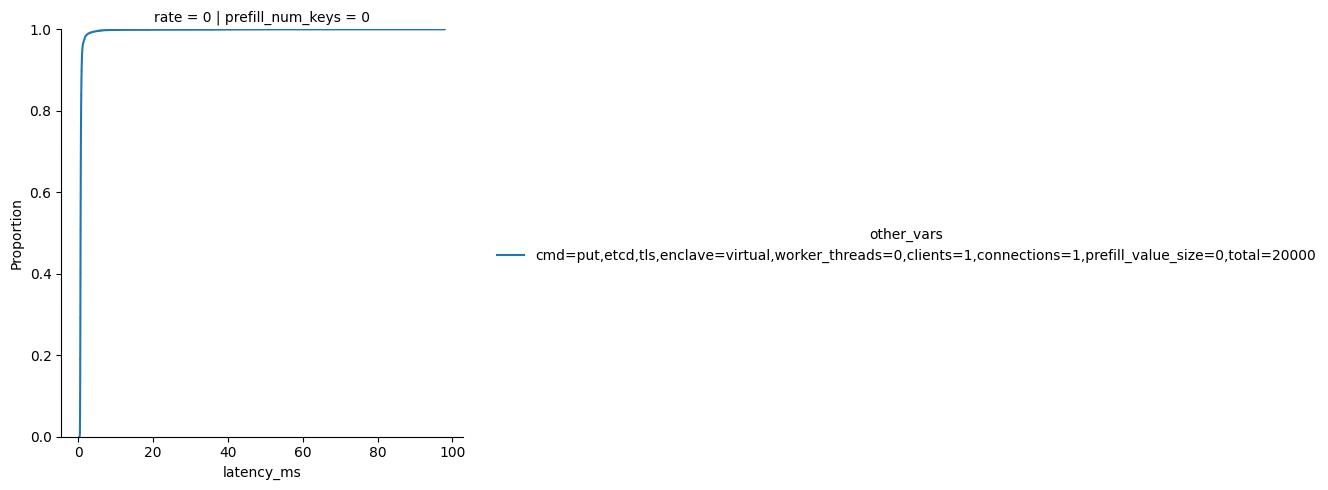 rate = 0 | prefill_num_keys = 0
1.0
0.8
0.6
0.4
0.2
0.0
Proportion
0 20 40 60 80 100
latency_ms
other_vars
cmd=put,etcd,tls,enclave=virtual,worker_threads=0,clients=1,connections=1,prefill_value_size=0,total=20000